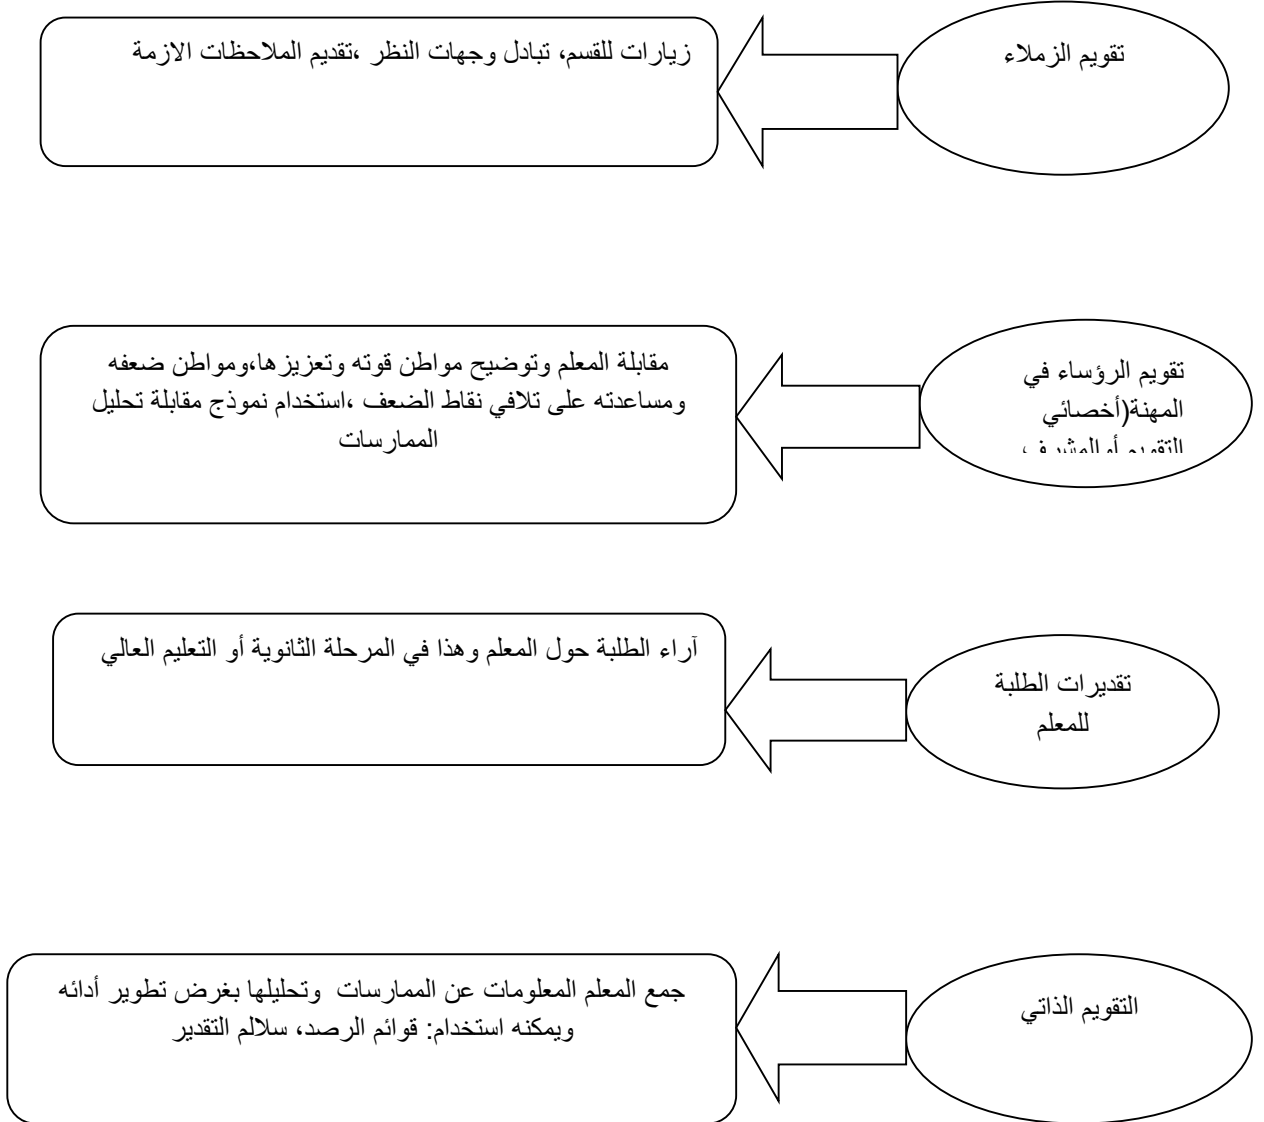 تقويم الزملاء
زيارات للقسم، تبادل وجهات النظر ،تقديم الملاحظات الازمة
تقويم الرؤساء في
المهنة(أخصائي
التقويم أو المشرف
مقابلة المعلم وتوضيح مواطن قوته وتعزيزها،ومواطن ضعفه
ومساعدته على تلافي نقاط الضعف ،استخدام نموذج مقابلة تحليل
الممارسات
تقديرات الطلبة
للمعلم
آراء الطلبة حول المعلم وهذا في المرحلة الثانوية أو التعليم العالي
التقويم الذاتي
جمع المعلم المعلومات عن الممارسات وتحليلها بغرض تطوير أدائه
ويمكنه استخدام: قوائم الرصد، سلالم التقدير